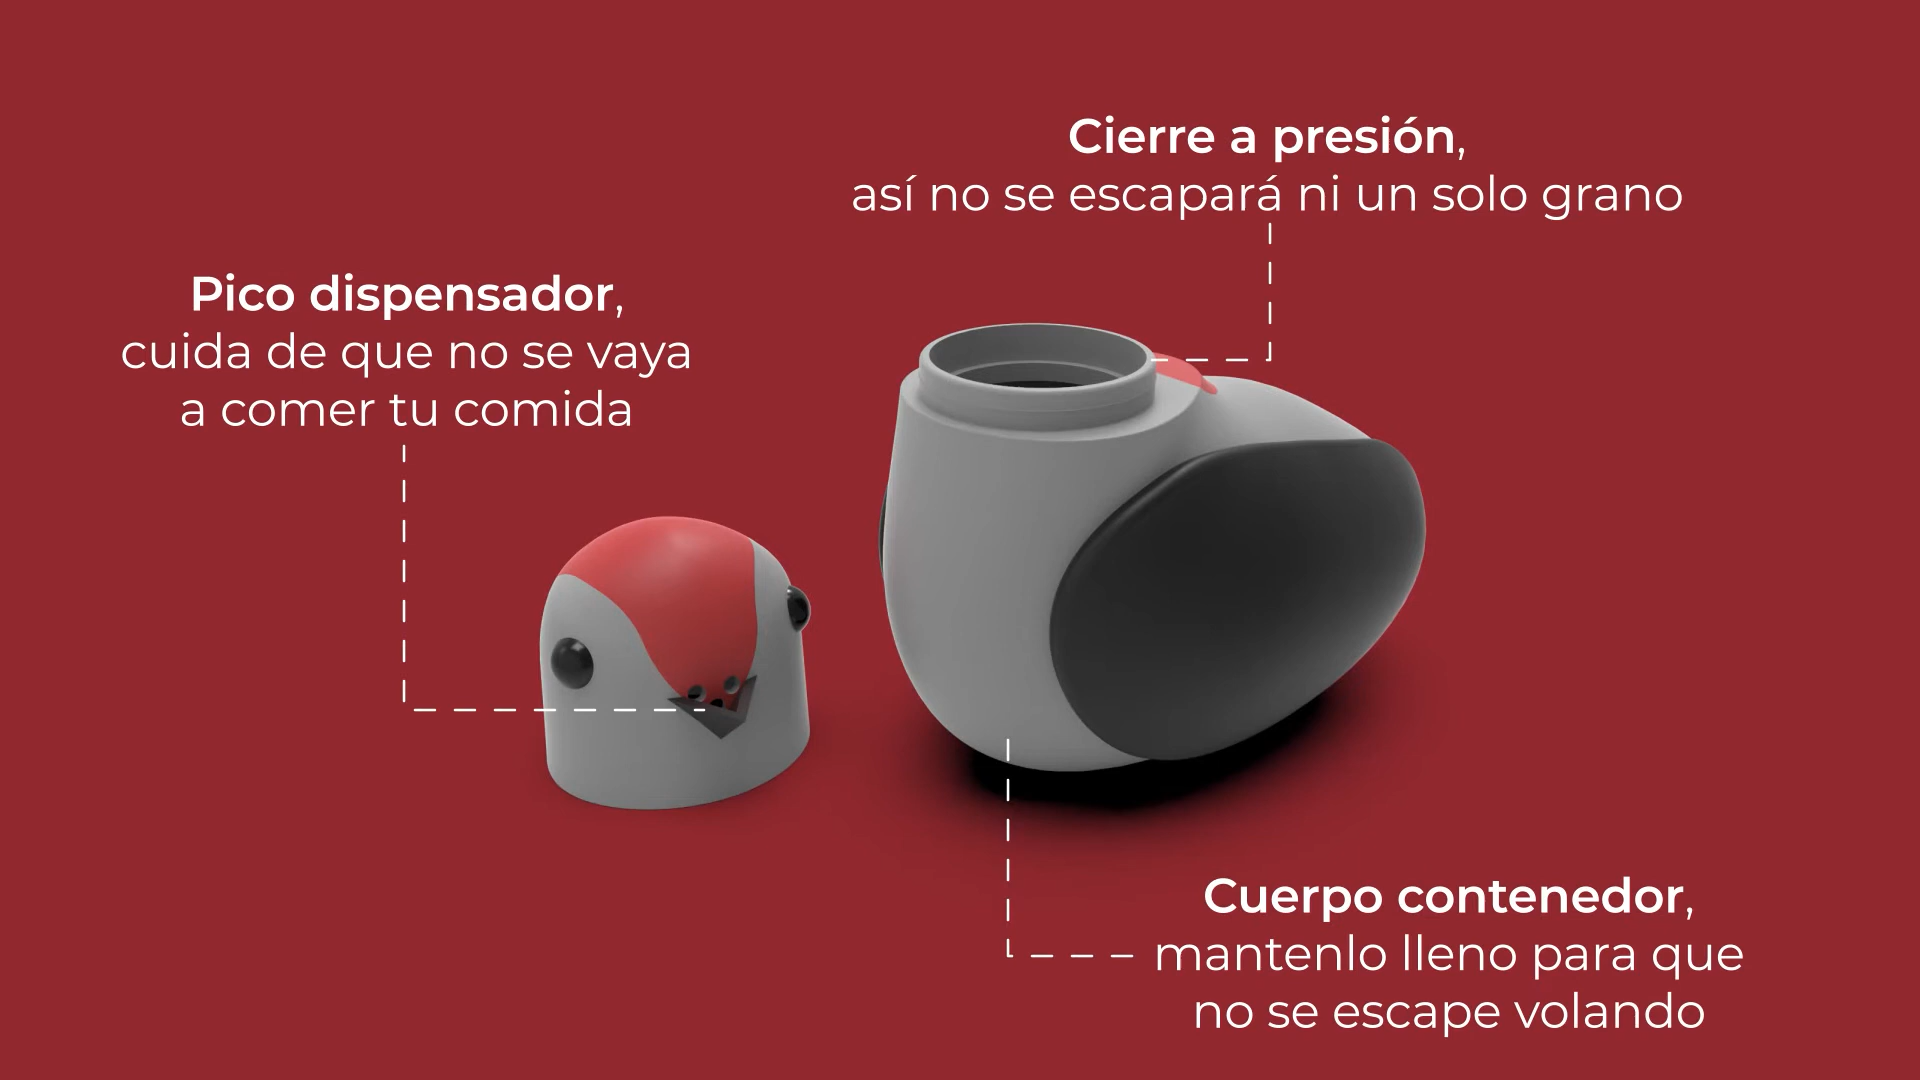 Cierre a presión,
así no se escapará ni un solo grano
Pico dispensador,
cuida de que no se vaya
a comer tu comida
Cuerpo contenedor,
mantenlo lleno para que
no se escape volando